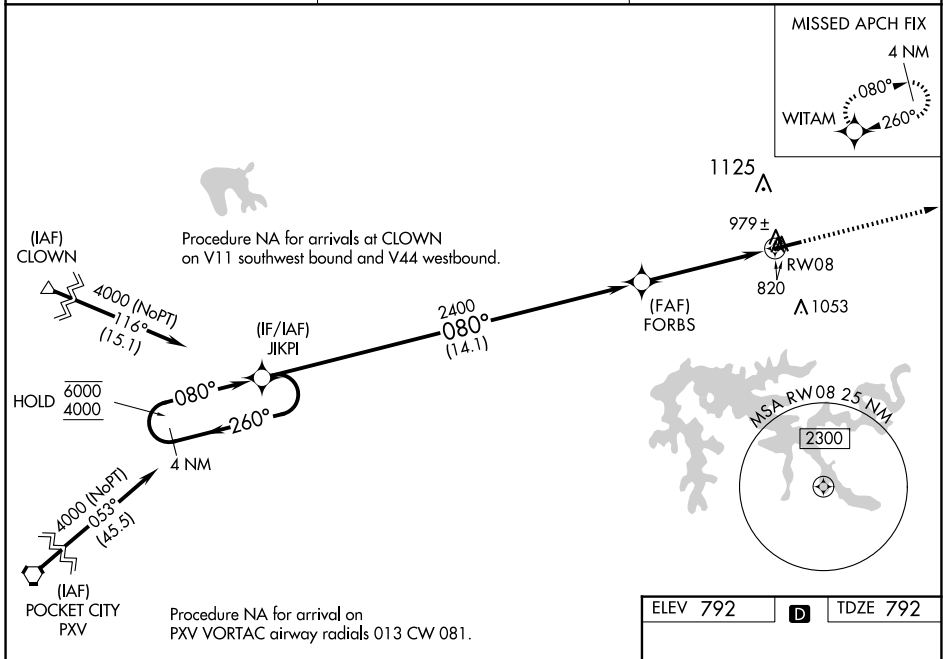 MISSED APCH FIX
4 NM
080°
260°
WITAM
1125
979±
RW08
820
1053
(IAF)
CLOWN
Procedure NA for arrivals at CLOWN
on V11 southwest bound and V44 westbound.
4000 (NoPT)
116°
(15.1)
(IF/IAF)
JIKPI
2400
080°
(14.1)
(FAF)
FORBS
HOLD
6000
4000
080°
260°
4 NM
4000 (NoPT)
053°
(45.5)
(IAF)
POCKET CITY
PXV
MSA RW08 25 NM
2300
Procedure NA for arrival on
PXV VORTAC airway radials 013 CW 081.
ELEV 792
D
TDZE 792